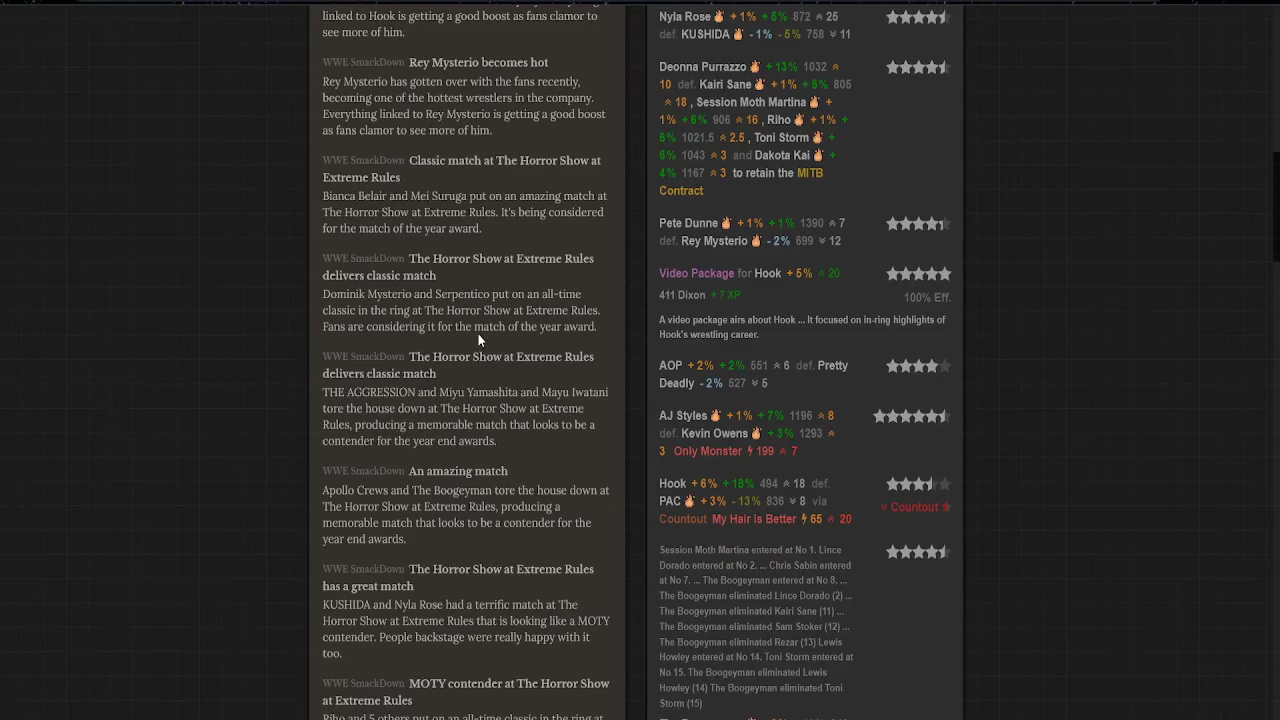 linked to Hook is getting a good boost as fans clamor to
see more of him.
WWE SmackDown Rey Mysterio becomes hot
Rey Mysterio has gotten over with the fans recently,
becoming one of the hottest wrestlers in the company.
Everything linked to Rey Mysterio is getting a good boost
as fans clamor to see more of him.
WWE SmackDown Classic match at The Horror Show at
Extreme Rules
Bianca Belair and Mei Suruga put on an amazing match at
The Horror Show at Extreme Rules. It's being considered
for the match of the year award.
WWE SmackDown The Horror Show at Extreme Rules
delivers classic match
Dominik Mysterio and Serpentico put on an all-time
classic in the ring at The Horror Show at Extreme Rules.
Fans are considering it for the match of the year award.
WWE SmackDown The Horror Show at Extreme Rules
delivers classic match
THE AGGRESSION and Miyu Yamashita and Mayu Iwatani
tore the house down at The Horror Show at Extreme
Rules, producing a memorable match that looks to be a
contender for the year end awards.
WWE SmackDown An amazing match
Apollo Crews and The Boogeyman tore the house down at
The Horror Show at Extreme Rules, producing a
memorable match that looks to be a contender for the
year end awards.
WWE SmackDown The Horror Show at Extreme Rules
has a great match
KUSHIDA and Nyla Rose had a terrific match at The
Horror Show at Extreme Rules that is looking like a MOTY
contender. People backstage were really happy with it
too.
WWE SmackDown MOTY contender at The Horror Show
at Extreme Rules
Riho and 5 others put on an all-time classic in the ring at
Nyla Rose + 1% + 5% 872 25
def. KUSHIDA - 1% - 5% 758 11
Deonna Purrazzo + 13% 1032
10 def. Kairi Sane + 1% + 6% 805
18 , Session Moth Martina +
1% + 5% 906 16 , Riho + 1% +
6% 1021.5 2.5 , Toni Storm +
6% 1043 3 and Dakota Kai +
4% 1167 3 to retain the MITB
Contract
Pete Dunne + 1% + 1% 1390 7
def. Rey Mysterio - 2% 699 12
Video Package for Hook + 5% 20
411 Dixon + 7 XP 100% Eff.
A video package airs about Hook ... It focused on in-ring highlights of
Hook's wrestling career.
AOP + 2% + 2% 551 6 def. Pretty
Deadly - 2% 527 5
AJ Styles + 1% + 7% 1196 8
def. Kevin Owens + 3% 1293
3 Only Monster 199 7
Hook + 6% + 18% 494 18 def.
PAC + 3% - 13% 836 8 via Countout
Countout My Hair Is Better 65 20
Session Moth Martina entered at No 1. Lince
Dorado entered at No 2. ... Chris Sabin entered
at No 7. ... The Boogeyman entered at No 8. ...
The Boogeyman eliminated Lince Dorado (2) ...
The Boogeyman eliminated Kairi Sane (11) ...
The Boogeyman eliminated Sam Stoker (12) ...
The Boogeyman eliminated Rezar (13) Lewis
Howley entered at No 14. Toni Storm entered at
No 15. The Boogeyman eliminated Lewis
Howley (14) The Boogeyman eliminated Toni
Storm (15)